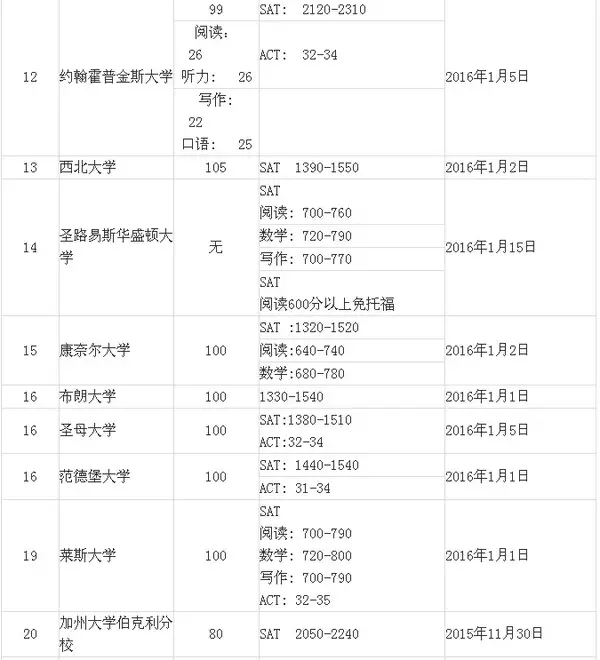 12
约翰霍普金斯大学
99
阅读:
26
听力: 26
写作:
22
口语: 25
SAT: 2120-2310
ACT: 32-34
2016年1月5日
13
西北大学
105
SAT 1390-1550
2016年1月2日
14
圣路易斯华盛顿大
学
无
SAT
阅读: 700-760
数学: 720-790
写作: 700-770
SAT
阅读600分以上免托福
2016年1月15日
15
康奈尔大学
100
SAT :1320-1520
阅读:640-740
数学:680-780
2016年1月2日
16
布朗大学
100
1330-1540
2016年1月1日
16
圣母大学
100
SAT:1380-1510
ACT:32-34
2016年1月5日
16
范德堡大学
100
SAT: 1440-1540
ACT: 31-34
2016年1月1日
19
莱斯大学
100
SAT
阅读: 700-790
数学: 720-800
写作: 700-790
ACT: 32-35
2016年1月1日
20
加州大学伯克利分
校
80
SAT 2050-2240
2015年11月30日